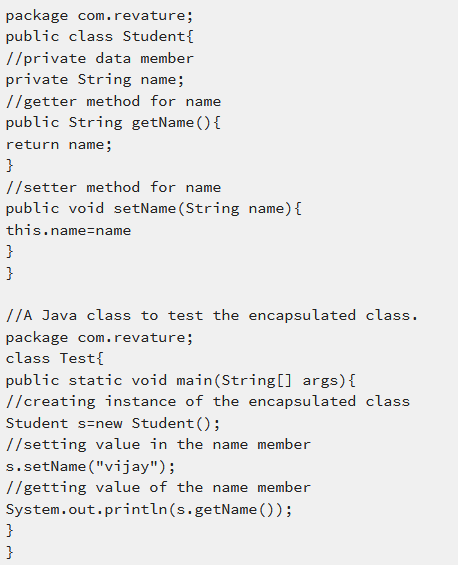 package com.revature;
public class Student{
//private data member
private String name;
//getter method for name
public String getName(){
return name;
}
//setter method for name
public void setName(String name){
this.name=name
}
}
//A Java class to test the encapsulated class.
package com.revature;
class Test{
public static void main(String[] args){
//creating instance of the encapsulated class
Student s=new Student();
//setting value in the name member
s.setName("vijay");
//getting value of the name member
System.out.println(s.getName());
}
}